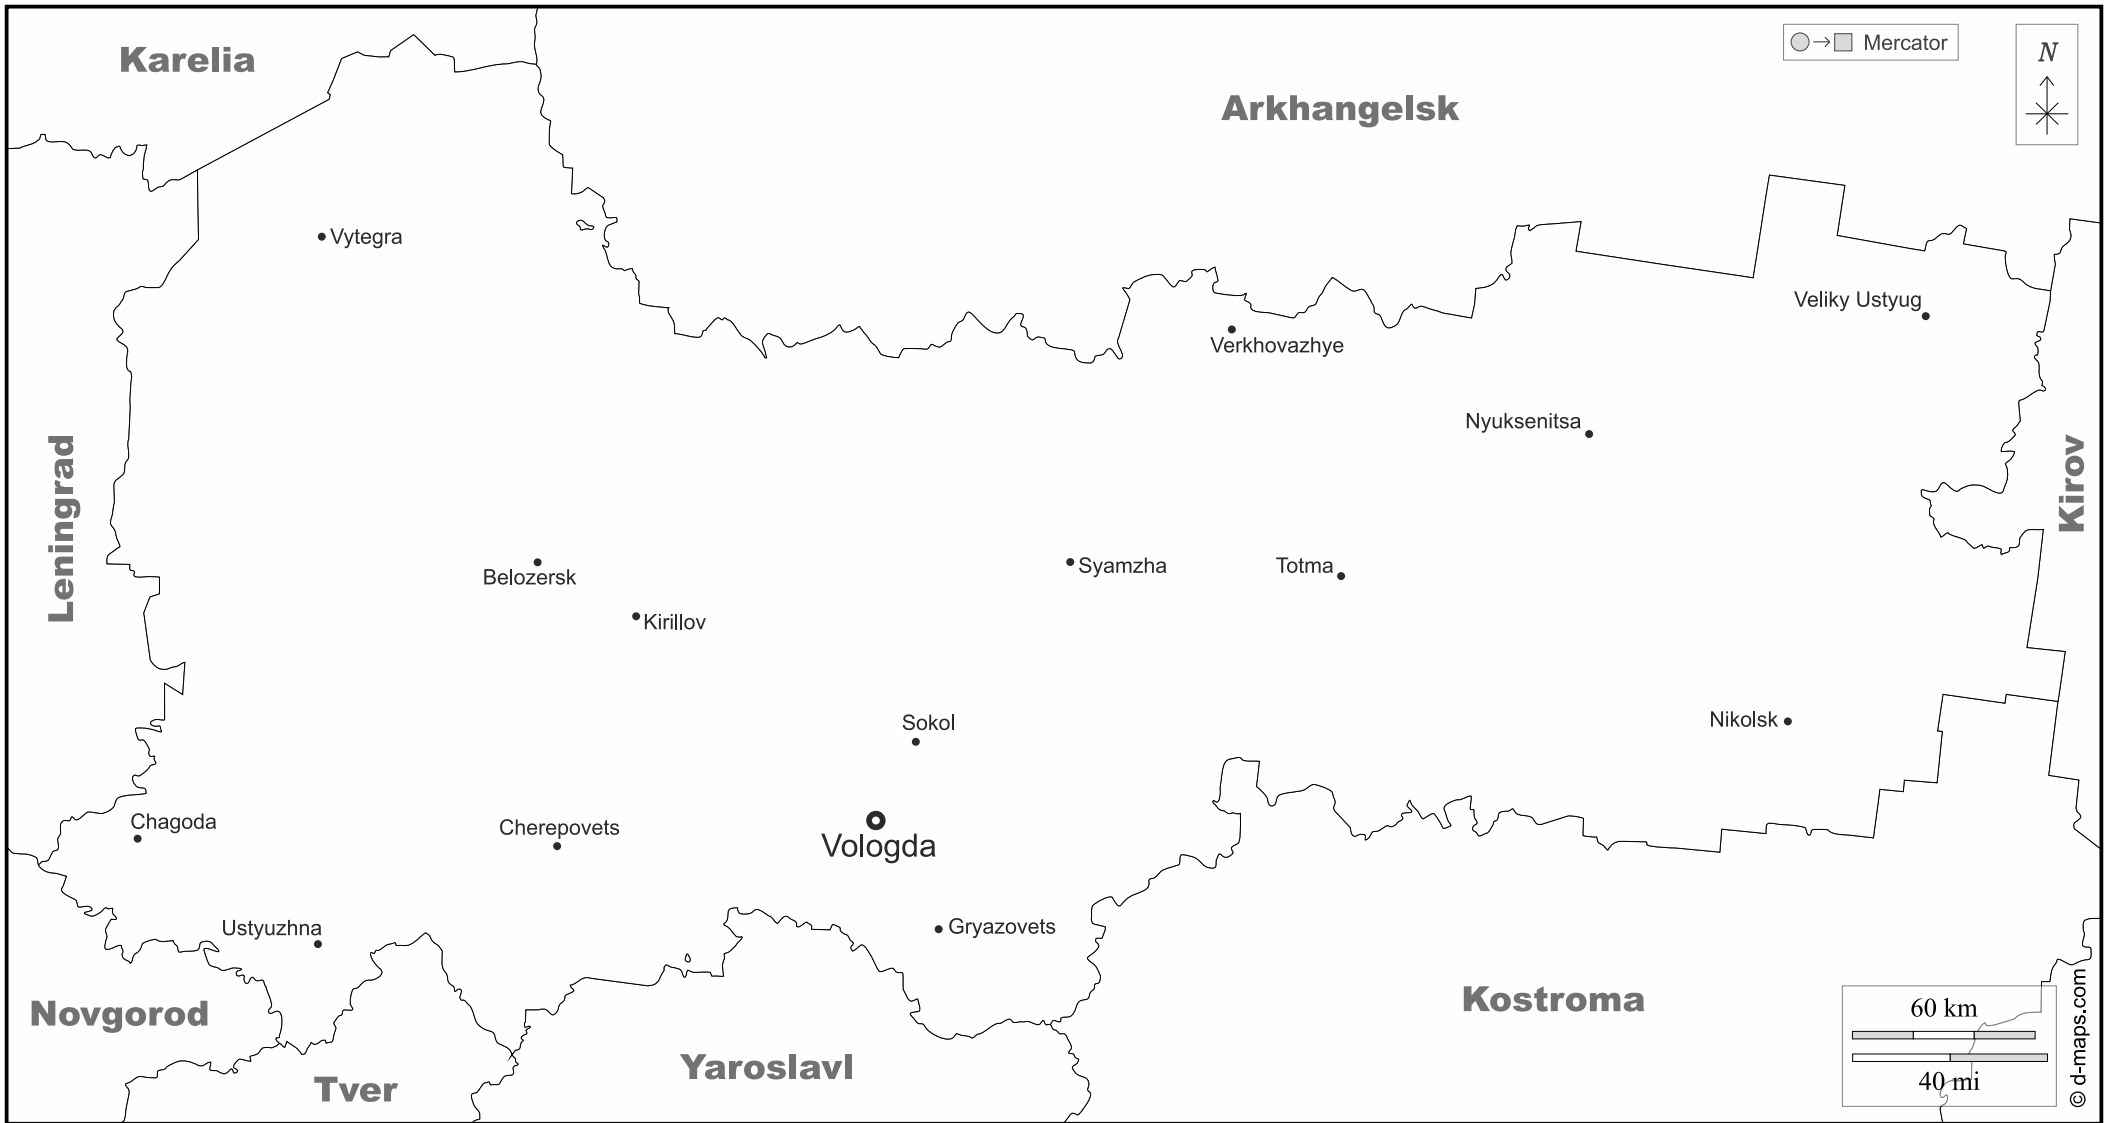 Karelia
Mercator
N
Arkhangelsk
Vytegra
Veliky Ustyug
Verkhovazhye
Nyuksenitsa
Leningrad
Kirov
Belozersk
Syamzha
Totma
Kirillov
Sokol
Nikolsk
Chagoda
Cherepovets
Vologda
Ustyuzhna
Gryazovets
Novgorod
Kostroma
Yaroslavl
Tver
60 km
40 mi
© d-maps.com